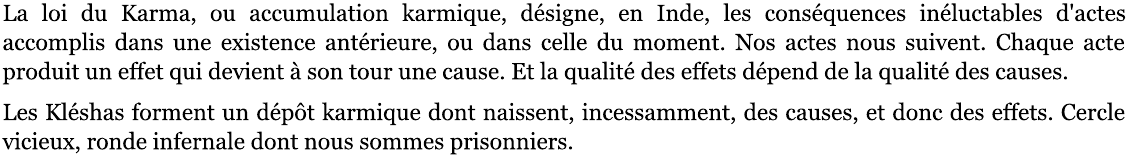 La loi du Karma, ou accumulation karmique, désigne, en Inde, les conséquences inéluctables d'actes
accomplis dans une existence antérieure, ou dans celle du moment. Nos actes nous suivent. Chaque acte
produit un effet qui devient à son tour une cause. Et la qualité des effets dépend de la qualité des causes.
Les Kléshas forment un dépôt karmique dont naissent, incessamment, des causes, et donc des effets. Cercle
vicieux, ronde infernale dont nous sommes prisonniers.